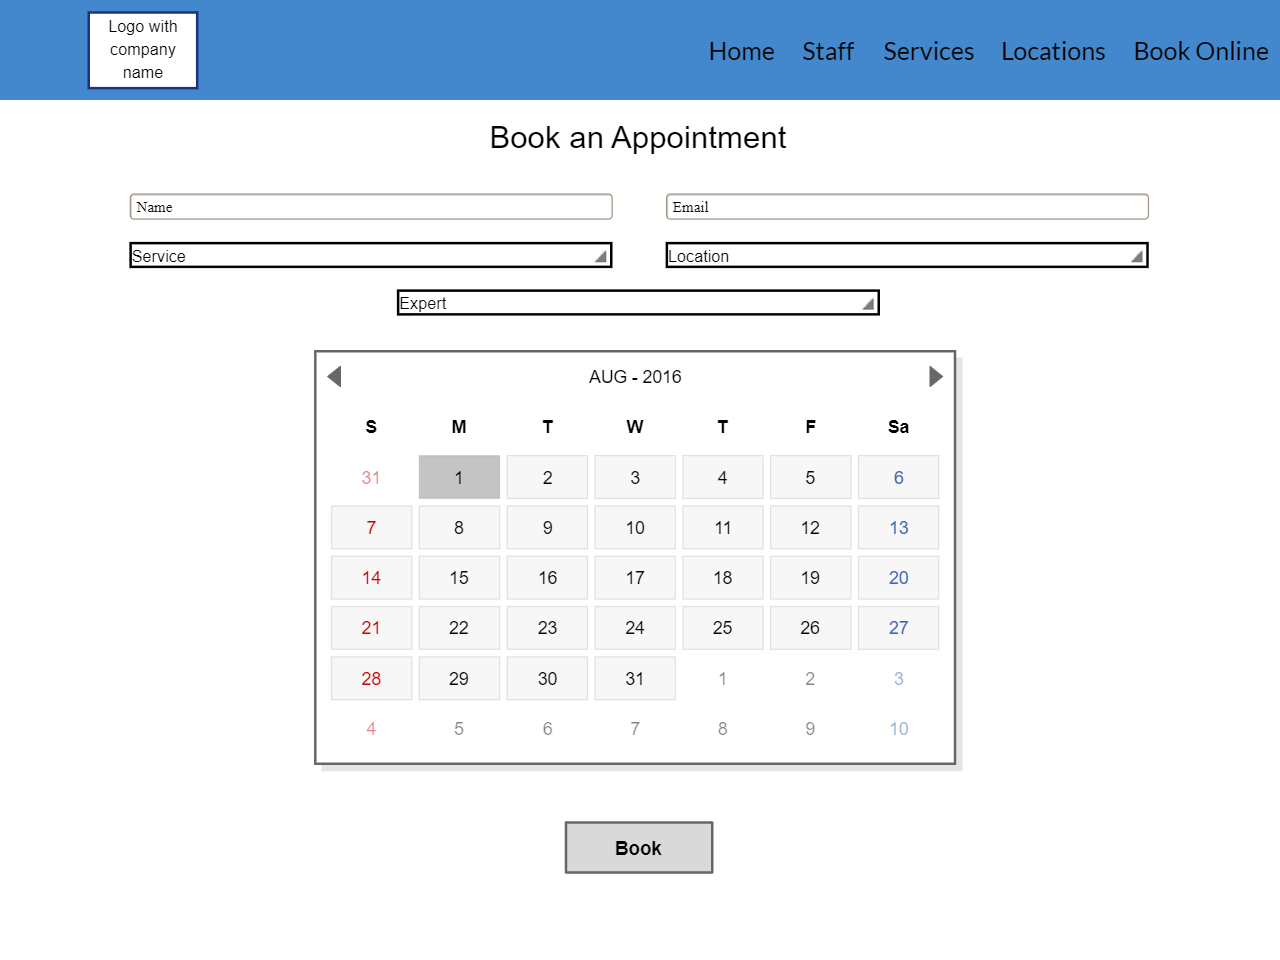 Logo with
company
name
Home Staff Services Locations Book Online
Book an Appointment
Name Email
Service Location
Expert
AUG - 2016
S M T W T F Sa
31 1 2 3 4 5 6
7 8 9 10 11 12 13
14 15 16 17 18 19 20
21 22 23 24 25 26 27
28 29 30 31 1 2 3
4 5 6 7 8 9 10
Book